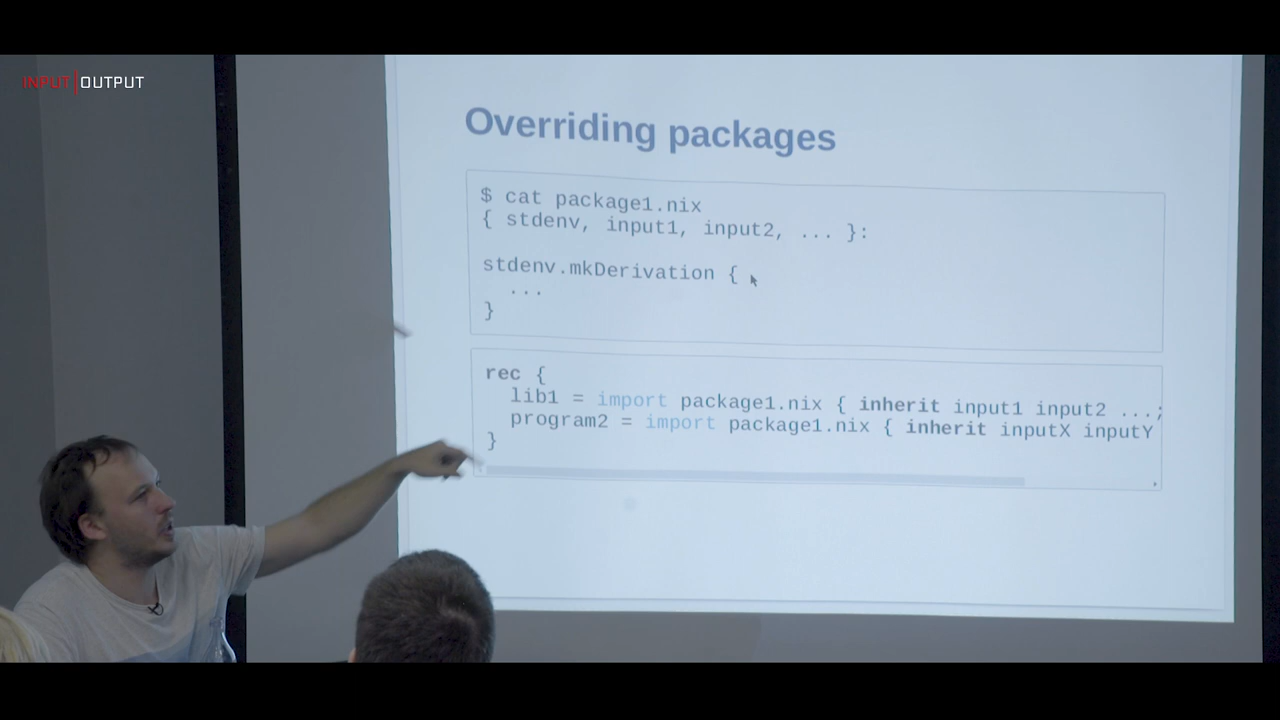 INPUT|OUTPUT
Overriding packages
$ cat package1.nix
{ stdenv, input1, input2, ... }:
stdenv.mkDerivation {
...
}
rec {
lib1 = import package1.nix { inherit input1 input2 ...;
program2 = import package1.nix { inherit inputX inputY
}